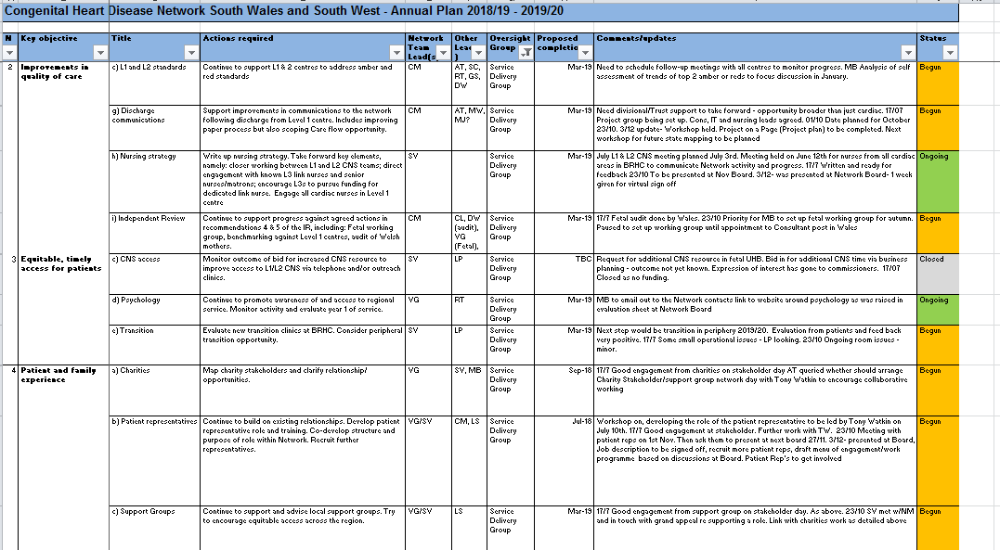 Congenital Heart Disease Network South Wales and South West - Annual Plan 2018/19 - 2019/20
N Key objective Title Actions required Network Team Lead(s Other Lea )  Oversight Group Proposed completio Comments/updates Status
2 Improvements in quality of care
c) L1 and L2 standards
Continue to support L1 & 2 centres to address amber and
red standards
CM
AT, SC,
RT, GS,
DW
Service
Delivery
Group
Mar-19
Need to schedule follow-up meetings with all centres to monitor progress. MB Analysis of self
assessment of trends of top 2 amber or reds to focus discussion in January.
Begun
g) Discharge
communications
Support improvements in communications to the network
following discharge from Level 1 centre. Includes improving
paper process but also scoping Care flow opportunity.
CM
AT, MW,
MJ?
Service
Delivery
Group
Mar-19
Need divisional/Trust support to take forward - opportunity broader than just cardiac. 17/07
Project group being set up. Cons, IT and nursing leads agreed. 01/10 Date planned for October
23/10. 3/12 update- Workshop held. Project on a Page (Project plan) to be completed. Next
workshop for future state mapping to be planned
Begun
h) Nursing strategy
Write up nursing strategy. Take forward key elements,
namely: closer working between L1 and L2 CNS teams; direct
engagement with known L3 link nurses and senior
nurses/matrons; encourage L3s to pursue funding for
dedicated link nurse. Engage all cardiac nurses in Level 1
centre
SV
Service
Delivery
Group
Mar-19
July L1 & L2 CNS meeting planned July 3rd. Meeting held on June 12th for nurses from all cardiac
areas in BRHC to communicate Network activity and progress. 17/7 Written and ready for
feedback 23/10 To be presented at Nov Board. 3/12- was presented at Network Board- 1 week
given for virtual sign off
Ongoing
i) Independent Review
Continue to support progress against agreed actions in
recommendations 4 & 5 of the IR, including: Fetal working
group, benchmarking against Level 1 centres, audit of Welsh
mothers.
CM
CL, DW
(audit),
VG
(Fetal),
Service
Delivery
Group
Mar-19
17/7 Fetal audit done by Wales. 23/10 Priority for MB to set up fetal working group for autumn.
Paused to set up working group until appointment to Consultant post in Wales
Begun
3 Equitable, timely
access for patients
c) CNS access
Monitor outcome of bid for increased CNS resource to
improve access to L1/L2 CNS via telephone and/or outreach
clinics.
SV
LP
Service
Delivery
Group
TBC
Request for additional CNS resource in fetal UHB. Bid in for additional CNS time via business
planning - outcome not yet known. Expression of interest has gone to commissioners. 17/07
Closed as no funding.
Closed
d) Psychology
Continue to promote awareness of and access to regional
service. Monitor activity and evaluate year 1 of service.
VG
RT
Service
Delivery
Group
Mar-19
MB to email out to the Network contacts link to website around psychology as was raised in
evaluation sheet at Network Board
Ongoing
e) Transition
Evaluate new transition clinics at BRHC. Consider peripheral
transition opportunity.
SV
LP
Service
Delivery
Group
Mar-19
Next step would be transition in periphery 2019/20. Evaluation from patients and feed back
very positive. 17/7 Some small operational issues - LP looking. 23/10 Ongoing room issues -
minor.
Begun
4 Patient and family
experience
a) Charities
Map charity stakeholders and clarify relationship/
opportunities.
VG
SV, MB
Service
Delivery
Group
Sep-18
17/7 Good engagement from charities on stakeholder day AT queried whether should arrange
Charity Stakeholder/support group network day with Tony Watkin to encourage collaborative
working
Begun
b) Patient representatives
Continue to build on existing relationships. Develop patient
representative role and training. Co-develop structure and
purpose of role within Network. Recruit further
representatives.
VG/SV
CM, LS
Service
Delivery
Group
Jul-18
Workshop on, developing the role of the patient representative to be led by Tony Watkin on
July 10th. 17/7 Good engagement at stakeholder. Further work with TW. 23/10 Meeting with
patient reps on 1st Nov. Then ask them to present at next board 27/11. 3/12- presented at Board,
Job description to be signed off, recruit more patient reps, draft menu of engagement/work
programme based on discussions at Board. Patient Rep's to get involved
Begun
c) Support Groups
Continue to support and advise local support groups. Try
to encourage equitable access across the region.
VG/SV
LS
Service
Delivery
Group
Mar-19
17/7 Good engagement from support group on stakeholder day. As above. 23/10 SV met w/NM
and in touch with grand appeal re supporting a role. Link with charities work as detailed above
Begun